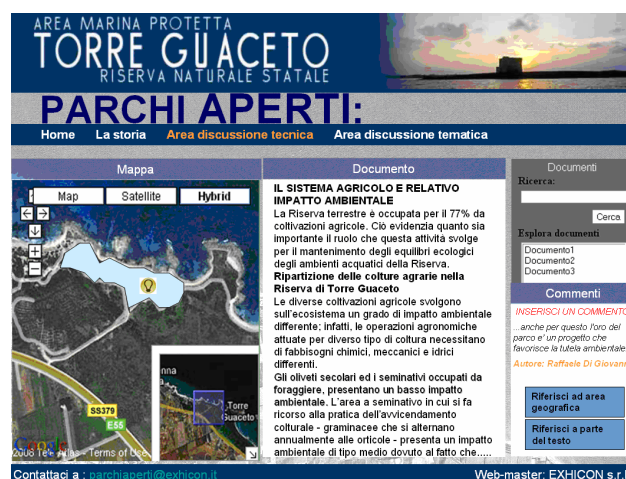 AREA MARINA PROTETTA
TORRE GUACETO
RISERVA NATURALE STATALE
PARCHI APERTI:
Home La storia Area discussione tecnica Area discussione tematica
Mappa
Map Satellite Hybrid
SS379
E55
Torre
Guaceto
Terms of Use
Documento
IL SISTEMA AGRICOLO E RELATIVO
IMPATTO AMBIENTALE
La Riserva terrestre è occupata per il 77% da
coltivazioni agricole. Ciò evidenzia quanto sia
importante il ruolo che questa attività svolge
per il mantenimento degli equilibri ecologici
degli ambienti acquatici della Riserva.
Ripartizione delle colture agrarie nella
Riserva di Torre Guaceto
Le diverse coltivazioni agricole svolgono
sull'ecosistema un grado di impatto ambientale
differente; infatti, le operazioni agronomiche
attuate per diverso tipo di coltura necessitano
di fabbisogni chimici, meccanici e idrici
differenti.
Gli oliveti secolari ed i seminativi occupati da
foraggiere, presentano un basso impatto
ambientale. L'area a seminativo in cui si fa
ricorso alla pratica dell'avvicendamento
colturale - graminacee che si alternano
annualmente alle orticole - presenta un impatto
ambientale di tipo medio dovuto al fatto che.....
Documenti
Ricerca:
Cerca
Esplora documenti
Documento1
Documento2
Documento3
Commenti
INSERISCI UN COMMENTO
...anche per questo l'oro del
parco e' un progetto che
favorisce la tutela ambientale
Autore: Raffaele Di Giovann
Riferisci ad area
geografica
Riferisci a parte
del testo
Contattaci a : parchiaperti@exhicon.it Web-master: EXHICON s.r.l